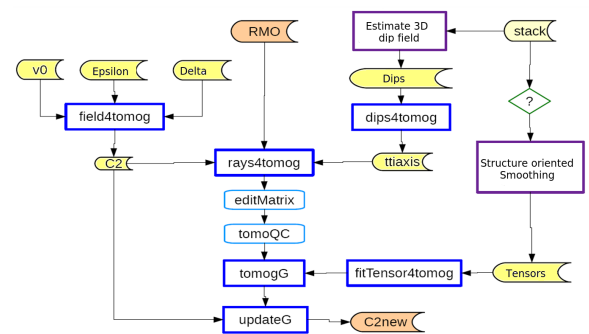 RMO
Estimate 3D
dip field
stack
v0
Epsilon
Delta
Dips
?
field4tomog
dips4tomog
C2
rays4tomog
ttiaxis
Structure oriented
Smoothing
editMatrix
tomoQC
tomogG
fitTensor4tomog
Tensors
updateG
C2new